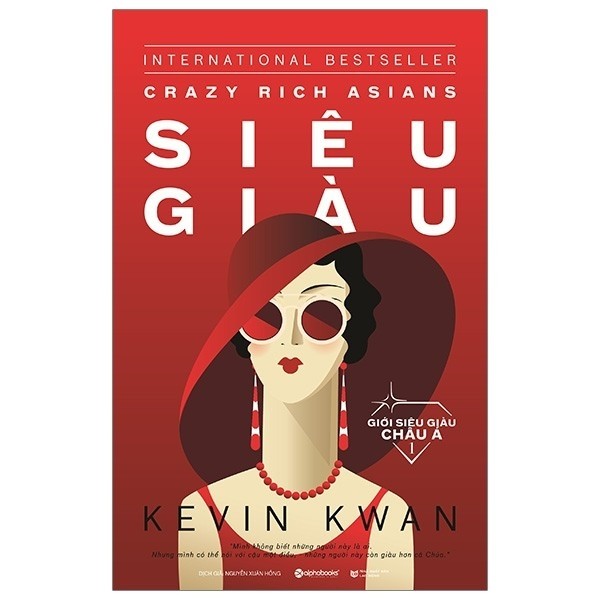 INTERNATIONAL BESTSELLER
CRAZY RICH ASIANS
SIÊU
GIÀU
GIỚI SIÊU GIÀU
CHÂU Á
I
KEVIN KWAN
"Mình không biết những người này là ai.
Nhưng mình có thể nói với cậu một điều, những người này còn giàu hơn cả Chúa."
DỊCH GIẢ: NGUYỄN XUÂN HỒNG
alphabooks